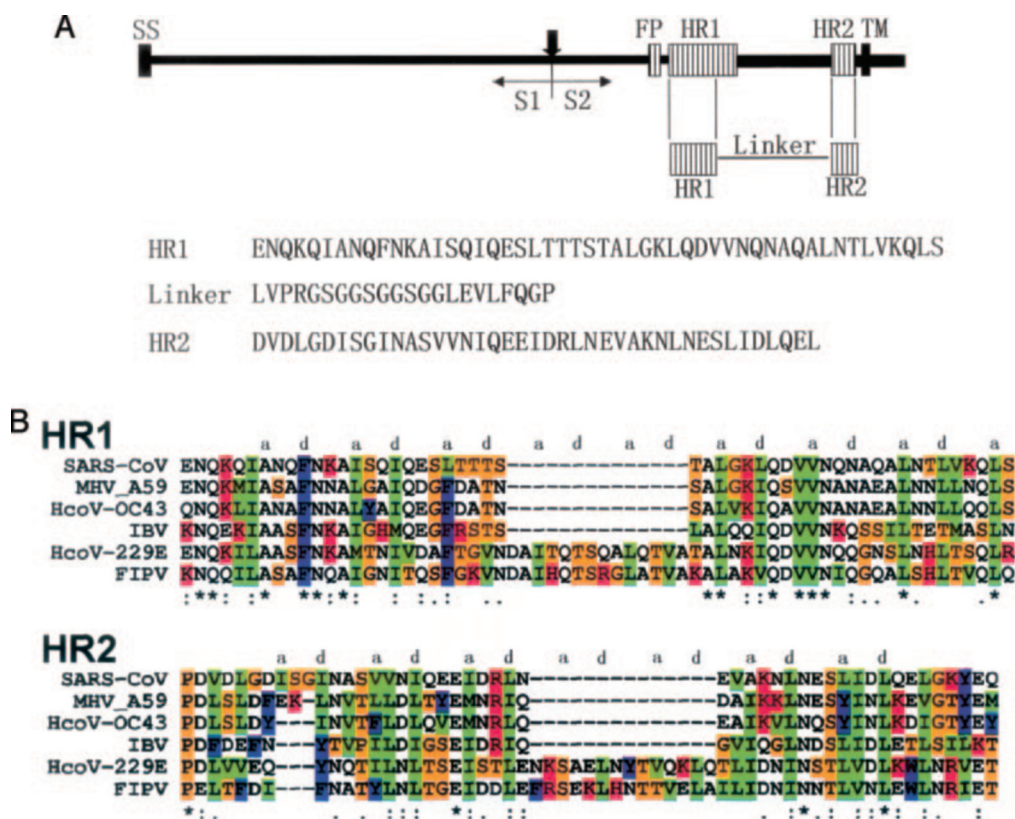 A
SS FP HR1 HR2 TM
S1 S2
Linker
HR1 HR2
HR1 ENQKQIANQFNKAISQIQESLTTTSTALGKLQDVVNQNAQALNTLVKQLS
Linker LVPRGSGGSGGSGGLEVLFQGP
HR2 DVDLGDISGINASVVNIQEEIDRLNEVAKNLNESLIDLQEL
B
HR1
a d a d a d a d a d a d a d a
SARS-CoV ENQKQIANQFNKAISQIQESLTTTS--------------TALGKLQDVVNQNAQALNTLVKQLS
MHV_A59 ENQKMIASAFNNALGAIQDGFDATN--------------SALGKIQSVVNANAEALNNLLNQLS
HcoV-OC43 QNQKLIANAFNNALYAIQEGFDATN--------------SALVKIQAVVNANAEALNNLLQQLS
IBV KNQEKIAASFNKAIGHMQEGFRSTS--------------LALQQIQDVVNKQSSILTETMASLN
HcoV-229E ENQKILAASFNKAMTNIVDAFTGVNDAITQTSQALQTVATALNKIQDVVNQQGNSLNHLTSQLR
FIPV KNQQILASAFNQAIGNITQSFGKVNDAIHQTSRGLATVAKALAKVQDVVNIQGQALSHLTVQLQ
HR2
a d a d a d a d a d a d a d
SARS-CoV PDVDLGDISGINASVVNIQEEIDRLN---------------EVAKNLNESLIDLQELGKYEQ
MHV_A59 PDLSLDFEK-LNVTLLDLTYEMNRIQ---------------DAIKKLNESYINLKEVGTYEM
HcoV-OC43 PDLSLDY---INVTFLDLQVEMNRLQ---------------EAIKVLNQSYINLKDIGTYEY
IBV PDFDEFN---YTVPILDIGSEIDRIQ---------------GVIQGLNDSLIDLETLSILKT
HcoV-229E PDLVVEQ---YNQTILNLTSEISTLENKSAELNYTVQKLQTLIDNINSTLVDLKWLNRVET
FIPV PELTFDI---FNATYLNLTGEIDDLEFRSEKLHNTTVELAILIDNINNTLVNLEWLNRIET